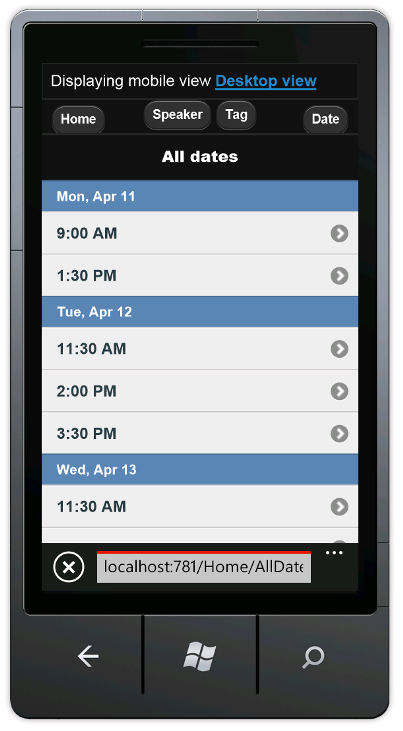 Displaying mobile view Desktop view
Home Speaker Tag Date
All dates
Mon, Apr 11
9:00 AM
1:30 PM
Tue, Apr 12
11:30 AM
2:00 PM
3:30 PM
Wed, Apr 13
11:30 AM
localhost:781/Home/AllDate